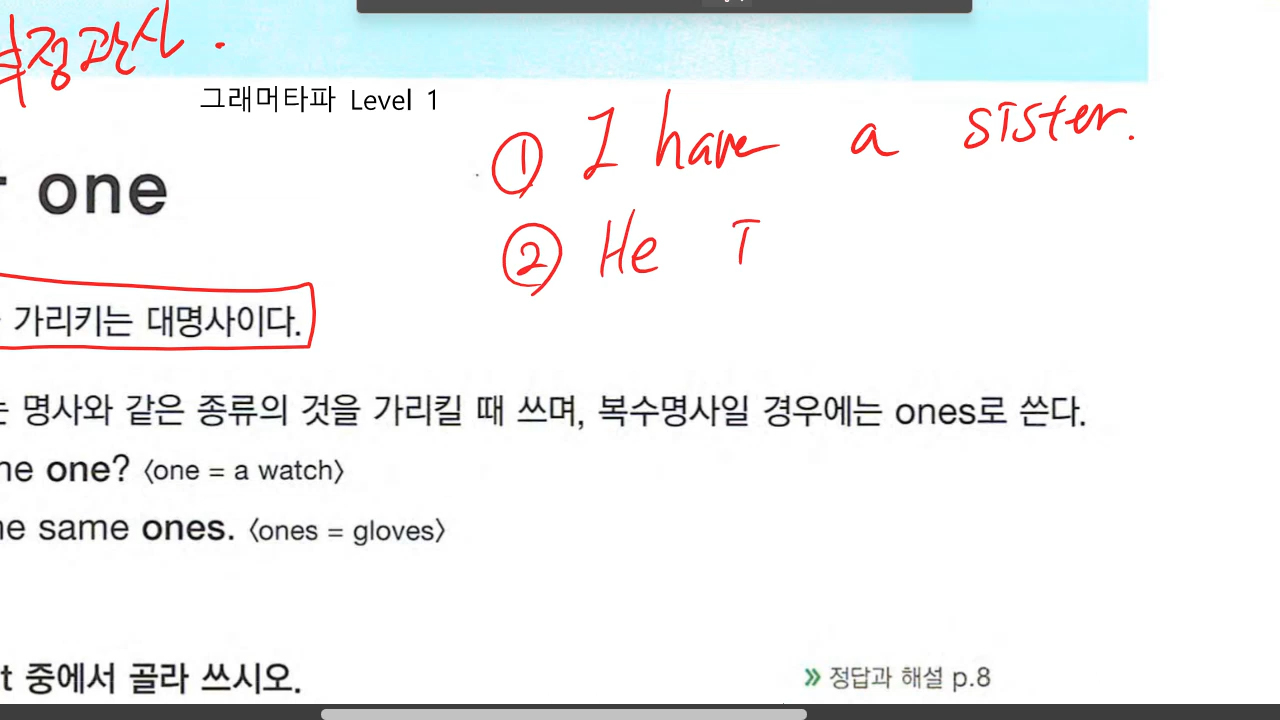 부정관사.
그래머타파 Level 1
① I have a sister.
one
② He I
가리키는 대명사이다.
명사와 같은 종류의 것을 가리킬 때 쓰며, 복수명사일 경우에는 ones로 쓴다.
one? 〈one = a watch〉
same ones. 〈ones = gloves〉
중에서 골라 쓰시오.
» 정답과 해설 p.8